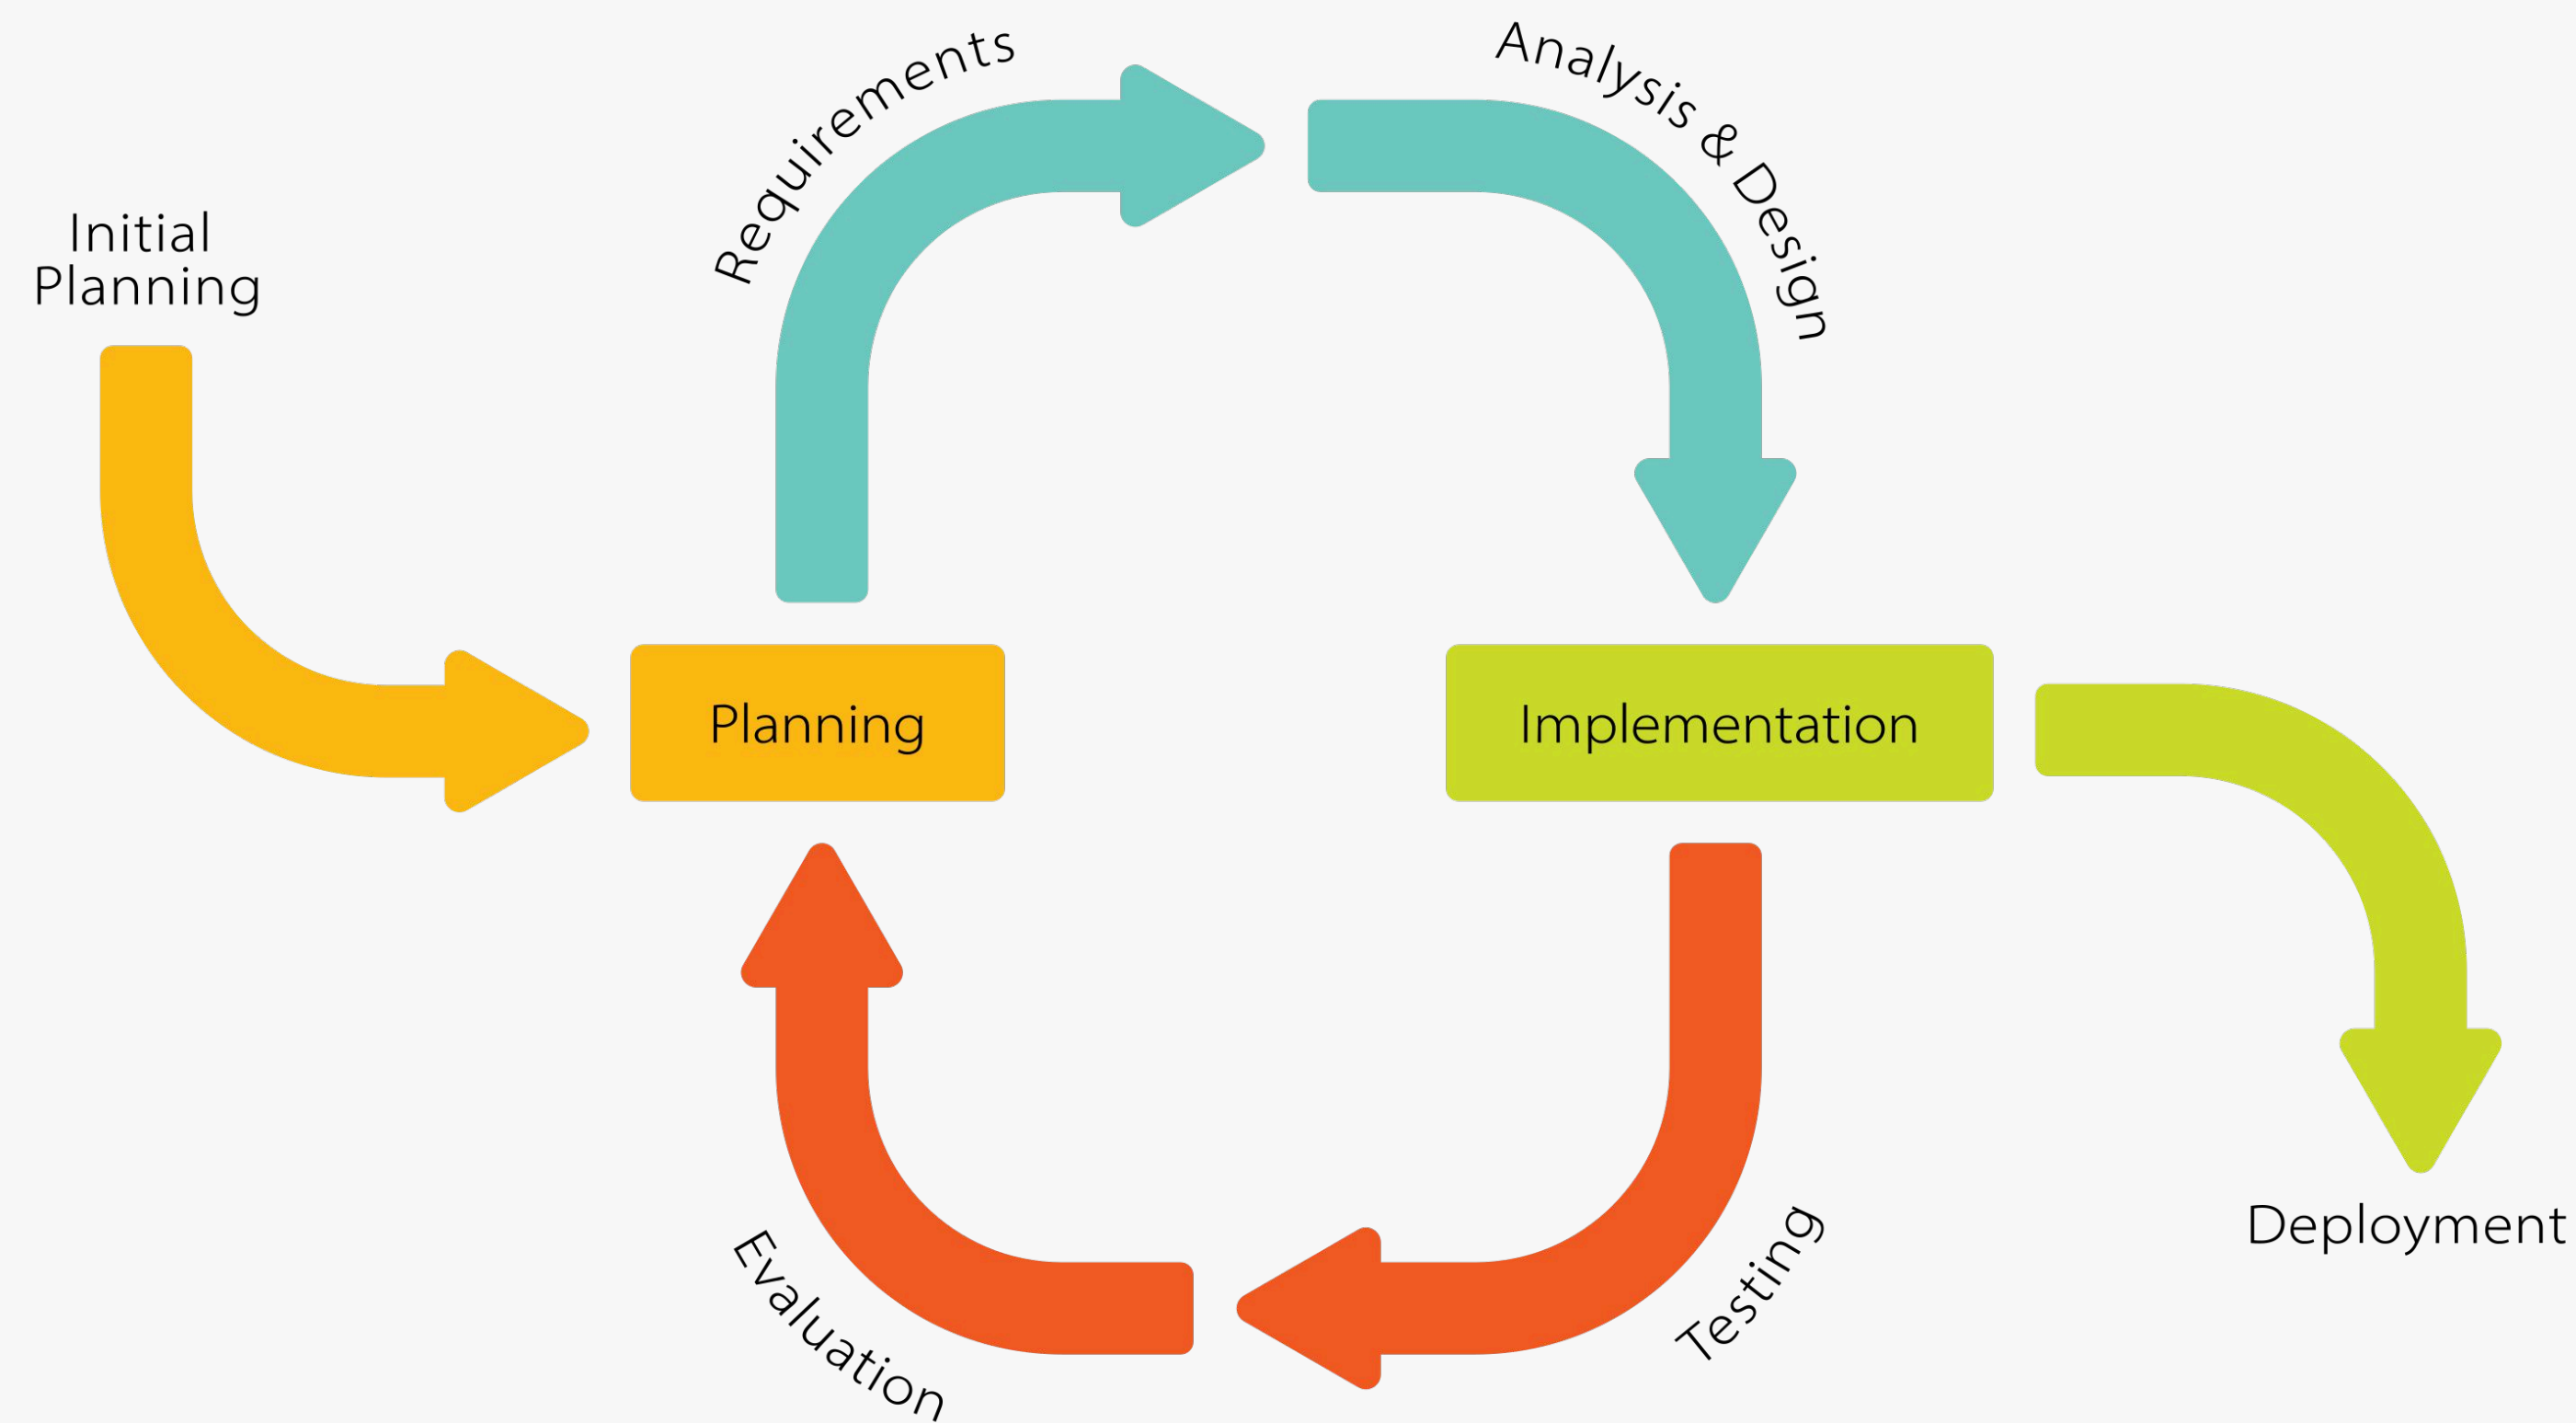 Requirements
Analysis & Design
Initial
Planning
Planning
Implementation
Deployment
Evaluation
Testing